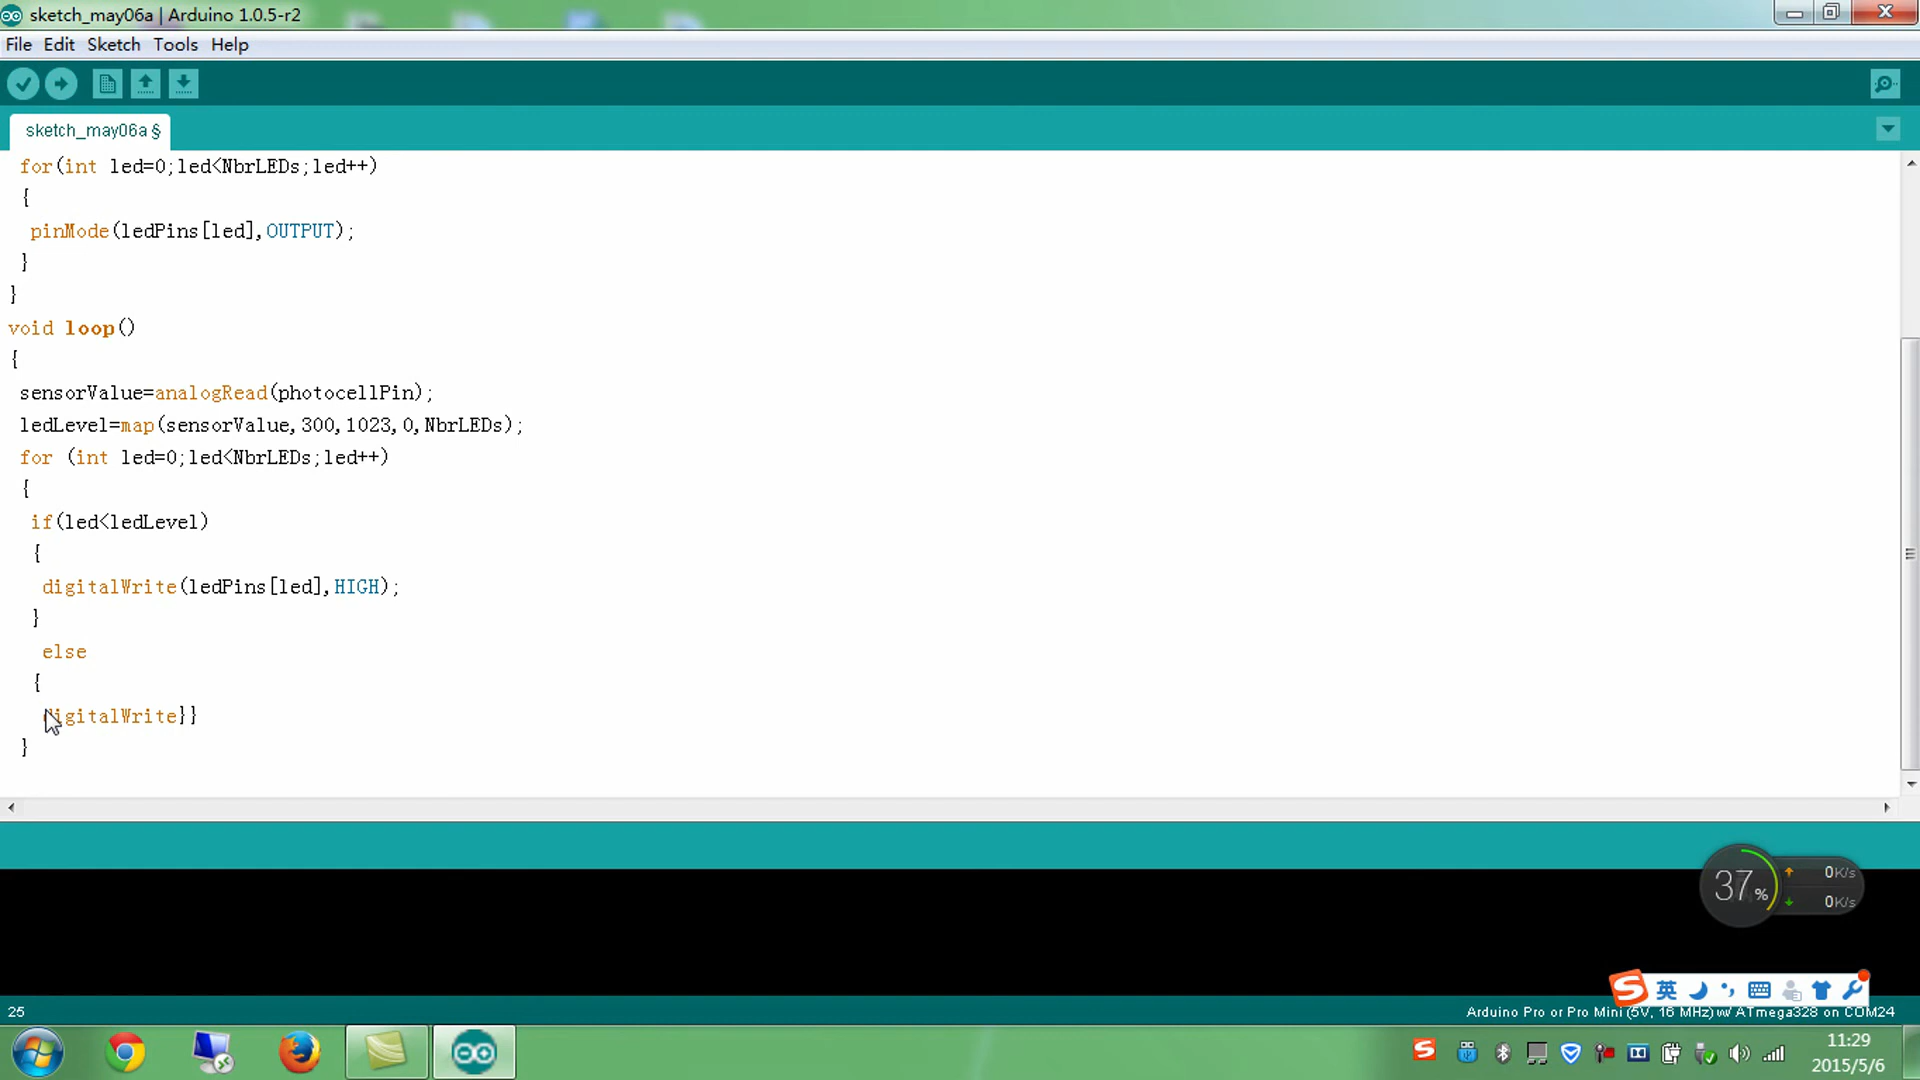 sketch_may06a | Arduino 1.0.5-r2
File Edit Sketch Tools Help
sketch_may06a §
for(int led=0;led<NbrLEDs;led++)
{
pinMode(ledPins[led],OUTPUT);
}
}
void loop()
{
sensorValue=analogRead(photocellPin);
ledLevel=map(sensorValue,300,1023,0,NbrLEDs);
for (int led=0;led<NbrLEDs;led++)
{
if(led<ledLevel)
{
digitalWrite(ledPins[led],HIGH);
}
else
{
digitalWrite}}
}
37%
0K/s
0K/s
英
25
Arduino Pro or Pro Mini (5V, 16 MHz) w/ ATmega328 on COM24
11:29
2015/5/6